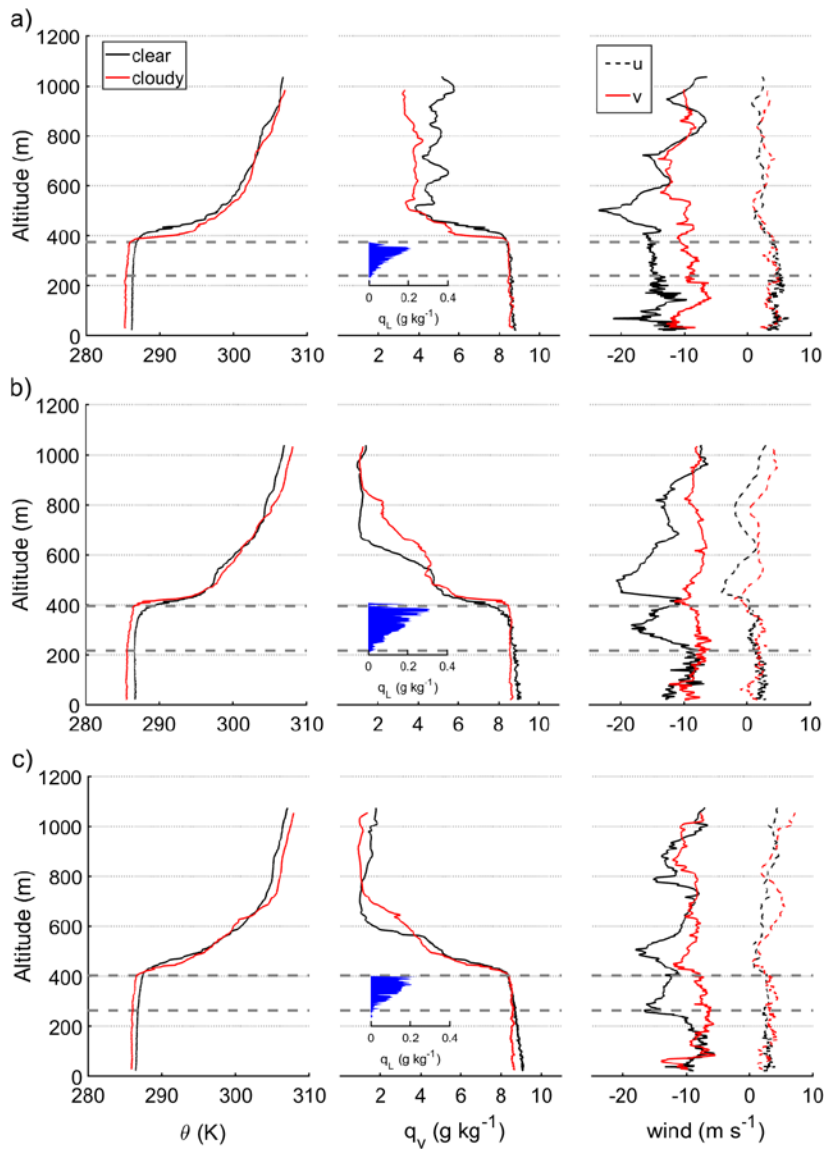 a)
1200
1000
800
600
400
200
0
Altitude (m)
clear
cloudy
u
v
0 0.2 0.4
q_L (g kg⁻¹)
280 290 300 310
2 4 6 8 10
-20 -10 0 10
b)
1200
1000
800
600
400
200
0
Altitude (m)
0 0.2 0.4
q_L (g kg⁻¹)
280 290 300 310
2 4 6 8 10
-20 -10 0 10
c)
1200
1000
800
600
400
200
0
Altitude (m)
0 0.2 0.4
q_L (g kg⁻¹)
280 290 300 310
2 4 6 8 10
-20 -10 0 10
θ (K)
q_v (g kg⁻¹)
wind (m s⁻¹)